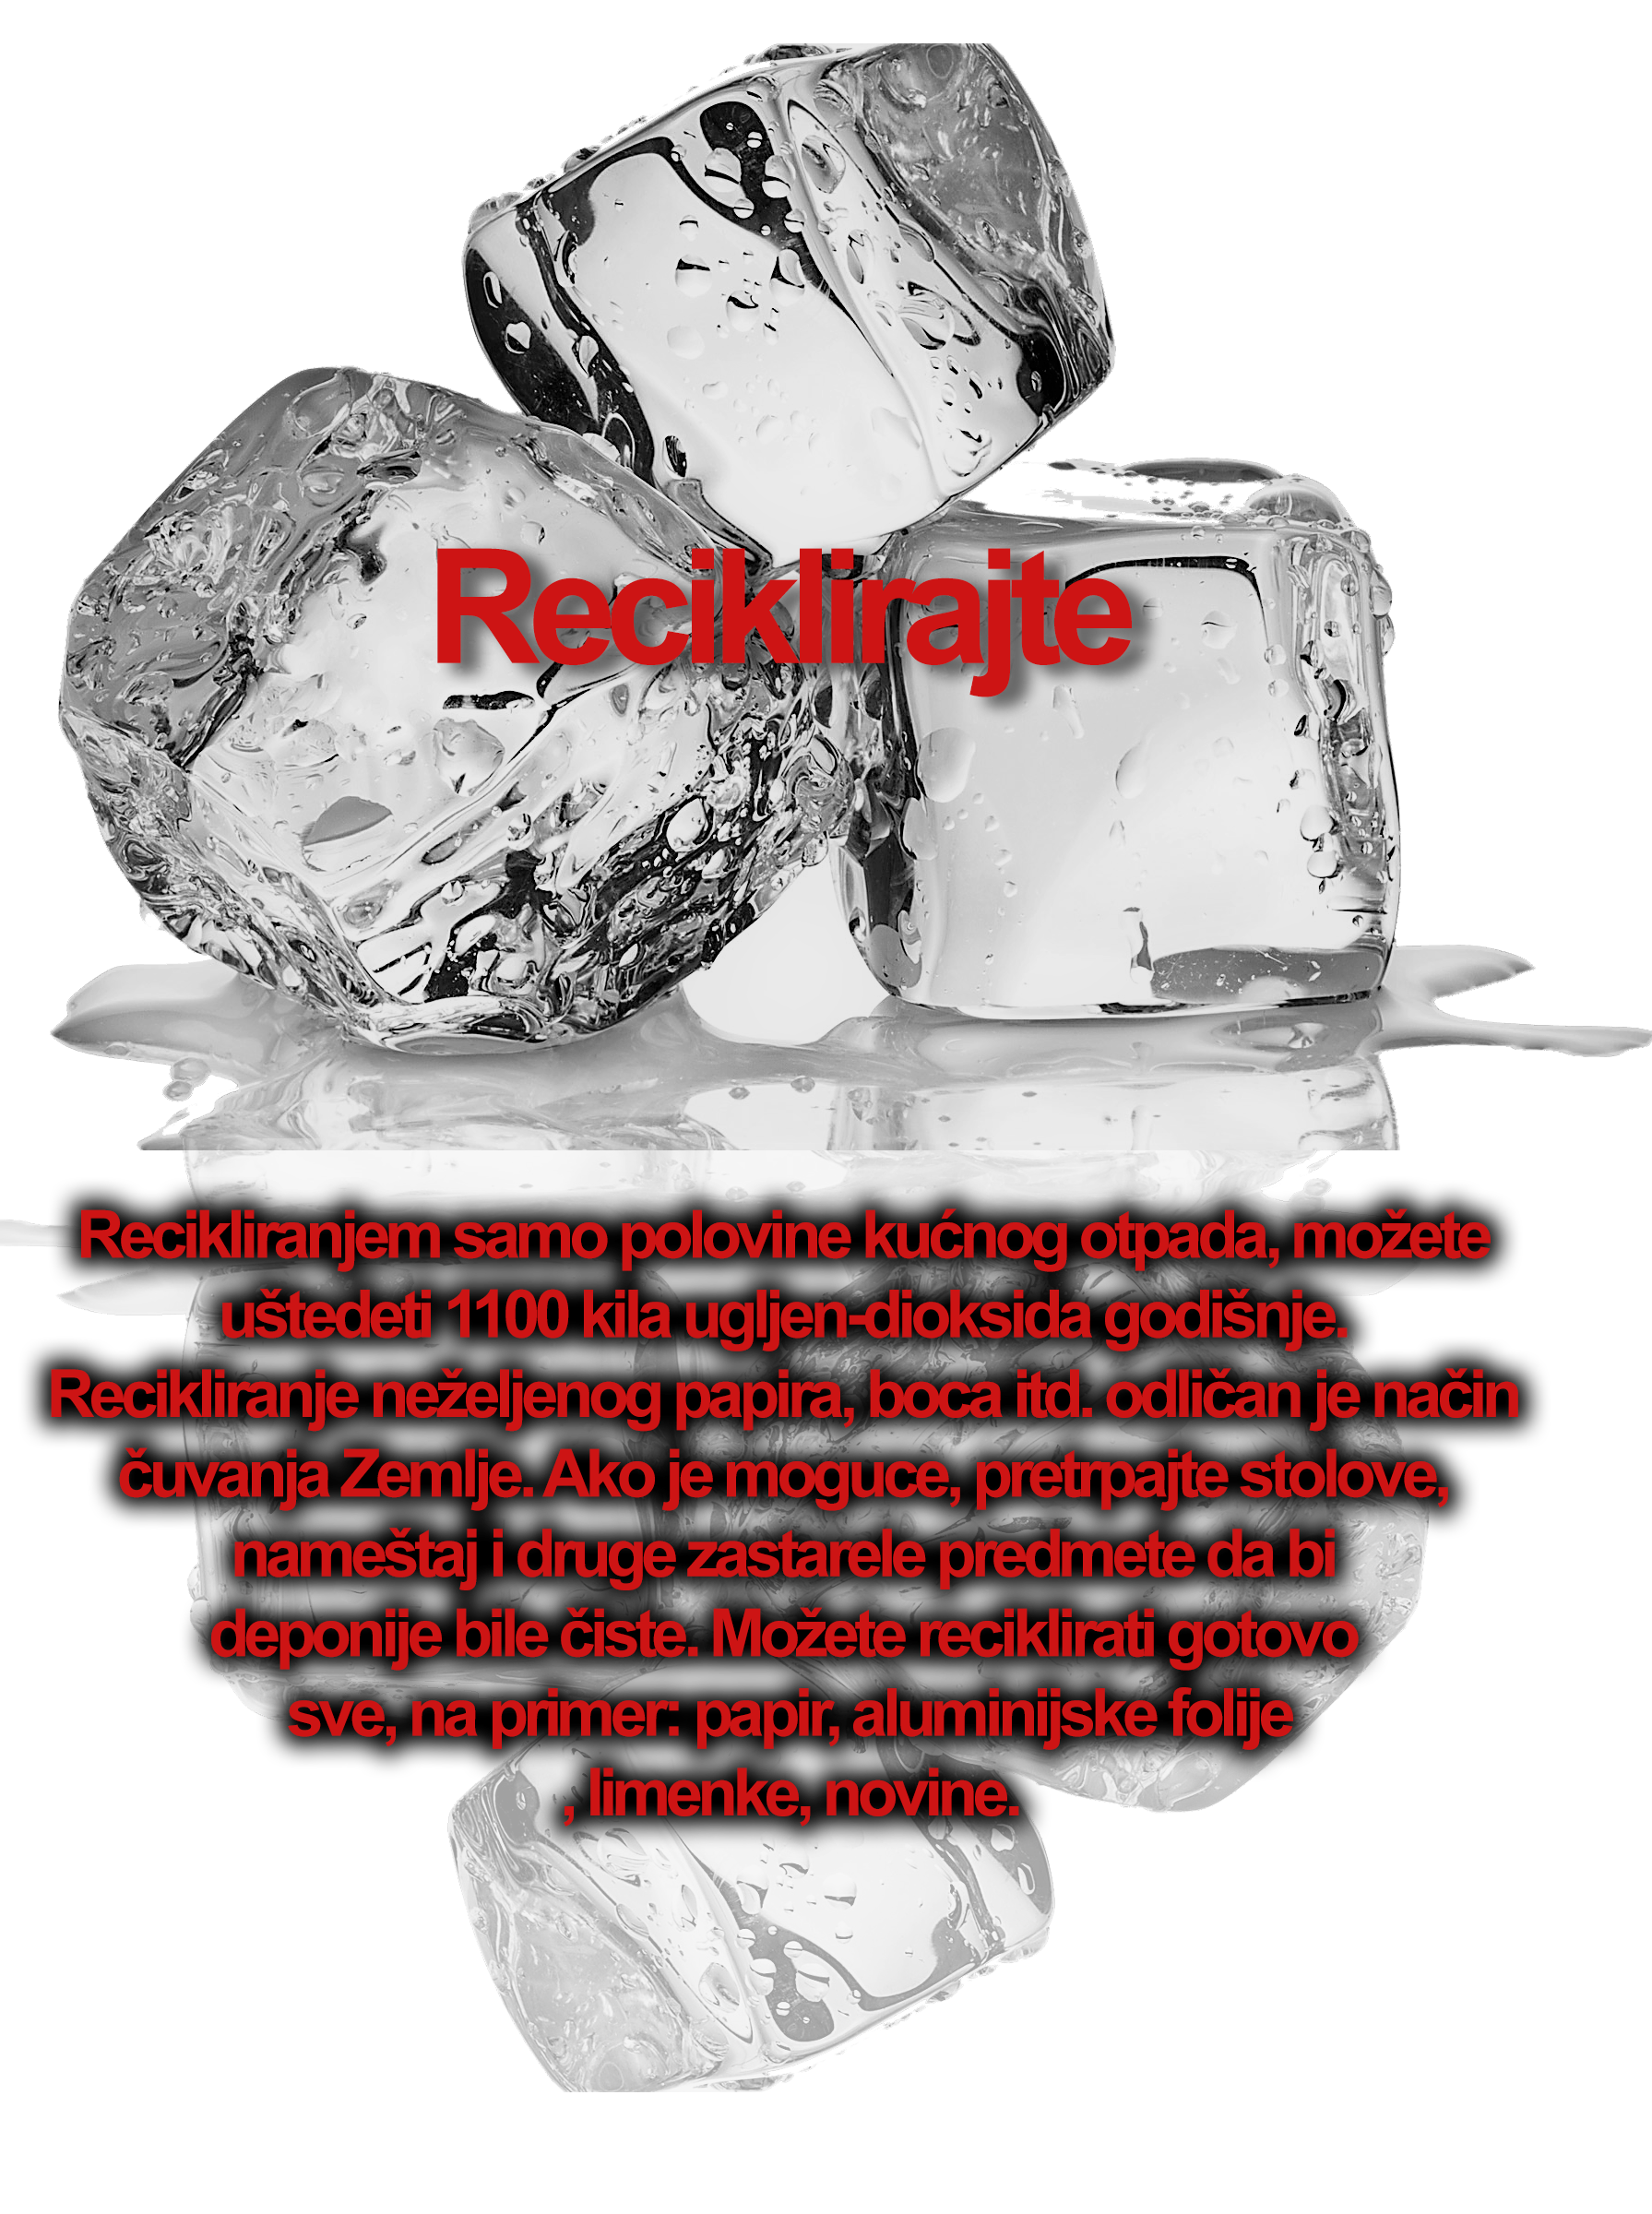 Reciklirajte
Recikliranjem samo polovine kućnog otpada, možete
uštedeti 1100 kila ugljen-dioksida godišnje.
Recikliranje neželjenog papira, boca itd. odličan je način
čuvanja Zemlje. Ako je moguce, pretrpajte stolove,
nameštaj i druge zastarele predmete da bi
deponije bile čiste. Možete reciklirati gotovo
sve, na primer: papir, aluminijske folije
, limenke, novine.